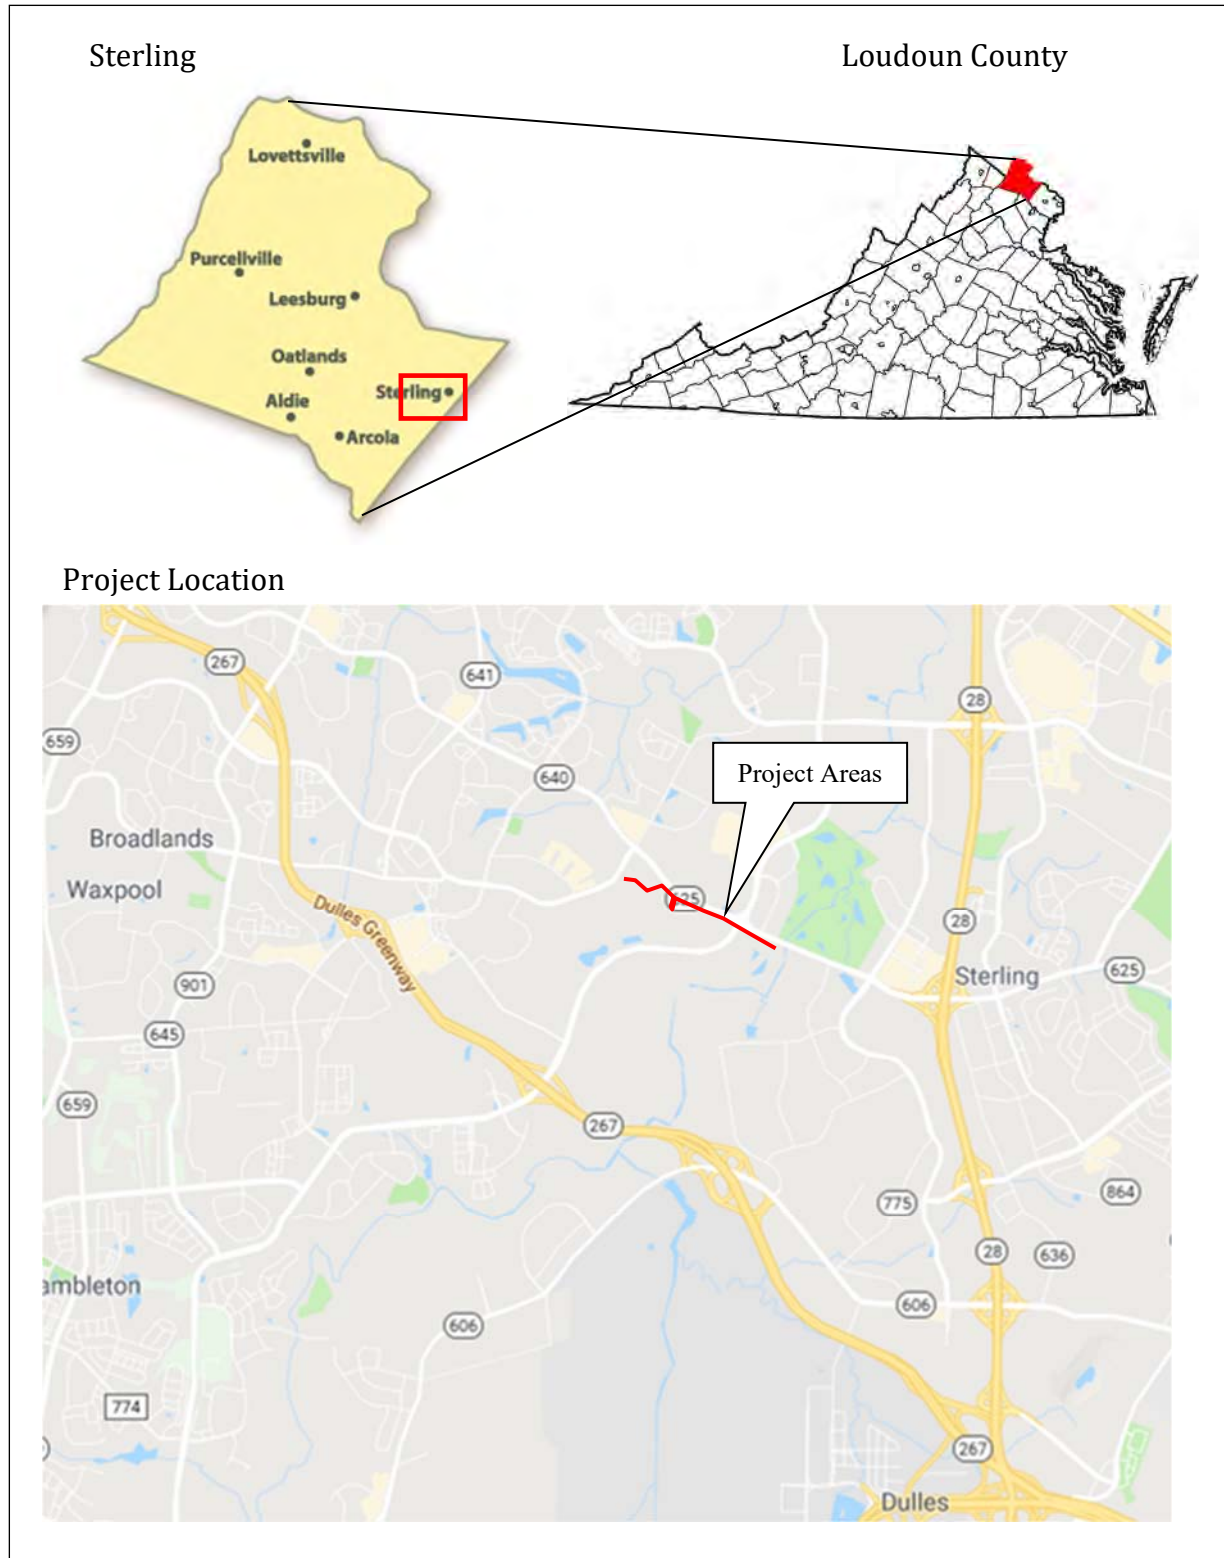 Sterling
Loudoun County
Lovettsville
Purcellville
Leesburg
Oatlands
Sterling
Aldie
Arcola
Project Location
267
641
28
659
640
Project Areas
Broadlands
Waxpool
625
Dulles Greenway
28
Sterling
625
901
645
659
267
864
775
28
636
ambleton
606
606
774
267
Dulles